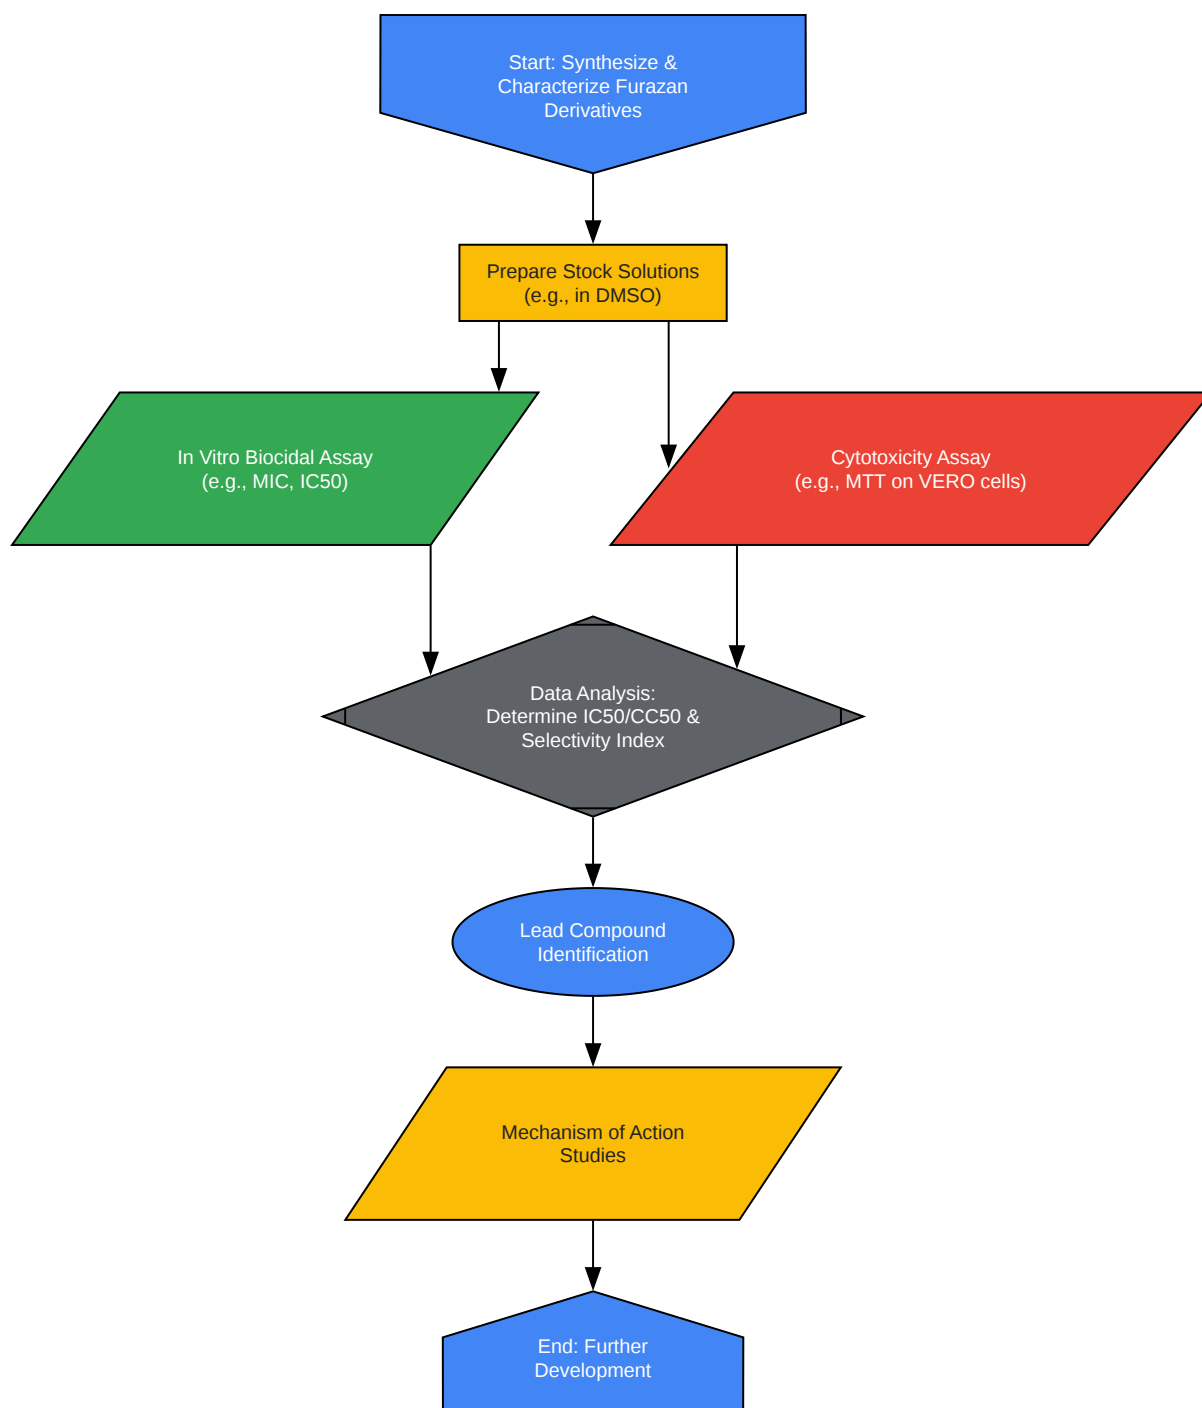 Start: Synthesize &
Characterize Furazan
Derivatives
Prepare Stock Solutions
(e.g., in DMSO)
In Vitro Biocidal Assay
(e.g., MIC, IC50)
Cytotoxicity Assay
(e.g., MTT on VERO cells)
Data Analysis:
Determine IC50/CC50 &
Selectivity Index
Lead Compound
Identification
Mechanism of Action
Studies
End: Further
Development